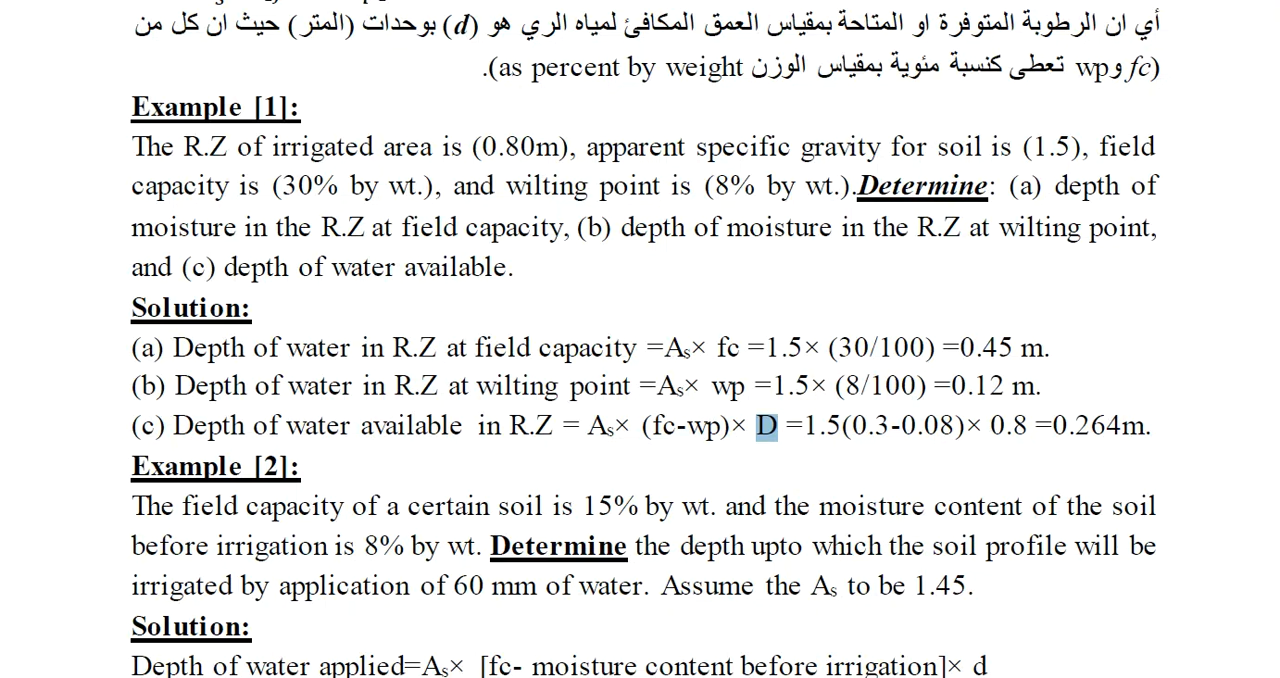 أي ان الرطوبة المتوفرة او المتاحة بمقياس العمق المكافئ لمياه الري هو (d) بوحدات (المتر) حيث ان كل من
(fc وwp تعطى كنسبة مئوية بمقياس الوزن as percent by weight).
Example [1]:
The R.Z of irrigated area is (0.80m), apparent specific gravity for soil is (1.5), field
capacity is (30% by wt.), and wilting point is (8% by wt.).Determine: (a) depth of
moisture in the R.Z at field capacity, (b) depth of moisture in the R.Z at wilting point,
and (c) depth of water available.
Solution:
(a) Depth of water in R.Z at field capacity =As× fc =1.5× (30/100) =0.45 m.
(b) Depth of water in R.Z at wilting point =As× wp =1.5× (8/100) =0.12 m.
(c) Depth of water available in R.Z = As× (fc-wp)× D =1.5(0.3-0.08)× 0.8 =0.264m.
Example [2]:
The field capacity of a certain soil is 15% by wt. and the moisture content of the soil
before irrigation is 8% by wt. Determine the depth upto which the soil profile will be
irrigated by application of 60 mm of water. Assume the As to be 1.45.
Solution:
Depth of water applied=As× [fc- moisture content before irrigation]× d